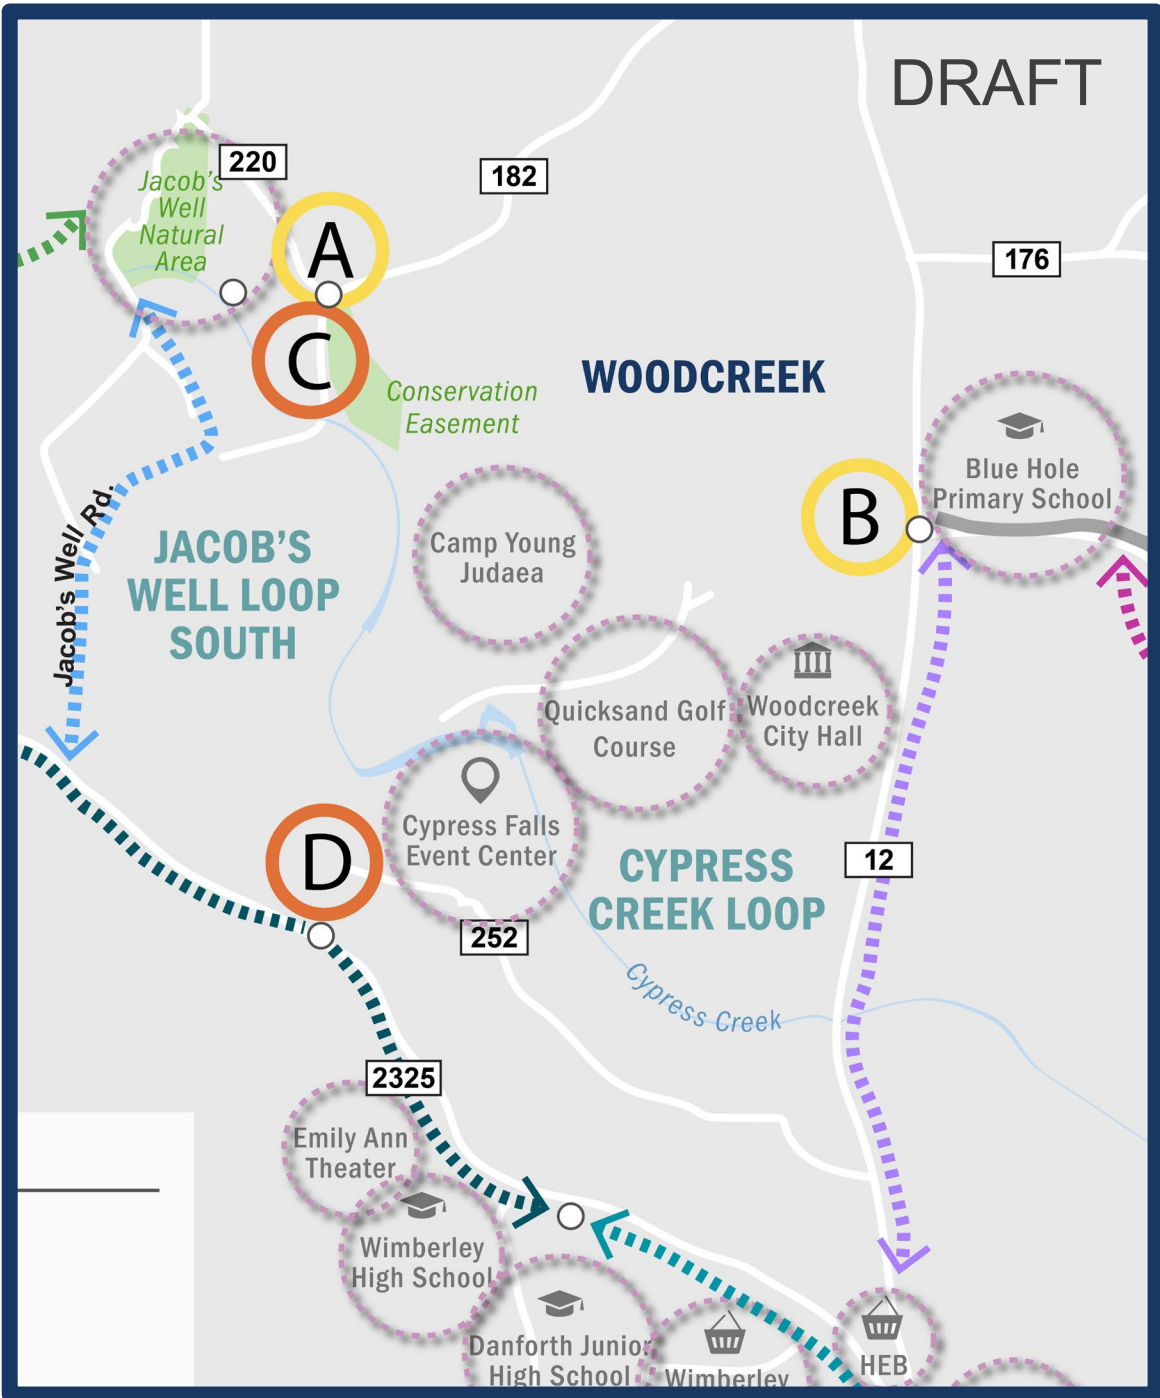 DRAFT
220
182
Jacob's
Well
Natural
Area
A
176
C
WOODCREEK
Conservation
Easement
Blue Hole
Primary School
B
Jacob's Well Rd.
JACOB'S
WELL LOOP
SOUTH
Camp Young
Judaea
Quicksand Golf
Course
Woodcreek
City Hall
Cypress Falls
Event Center
D
CYPRESS
CREEK LOOP
12
252
Cypress Creek
2325
Emily Ann
Theater
Wimberley
High School
Danforth Junior
High School
Wimberley
HEB